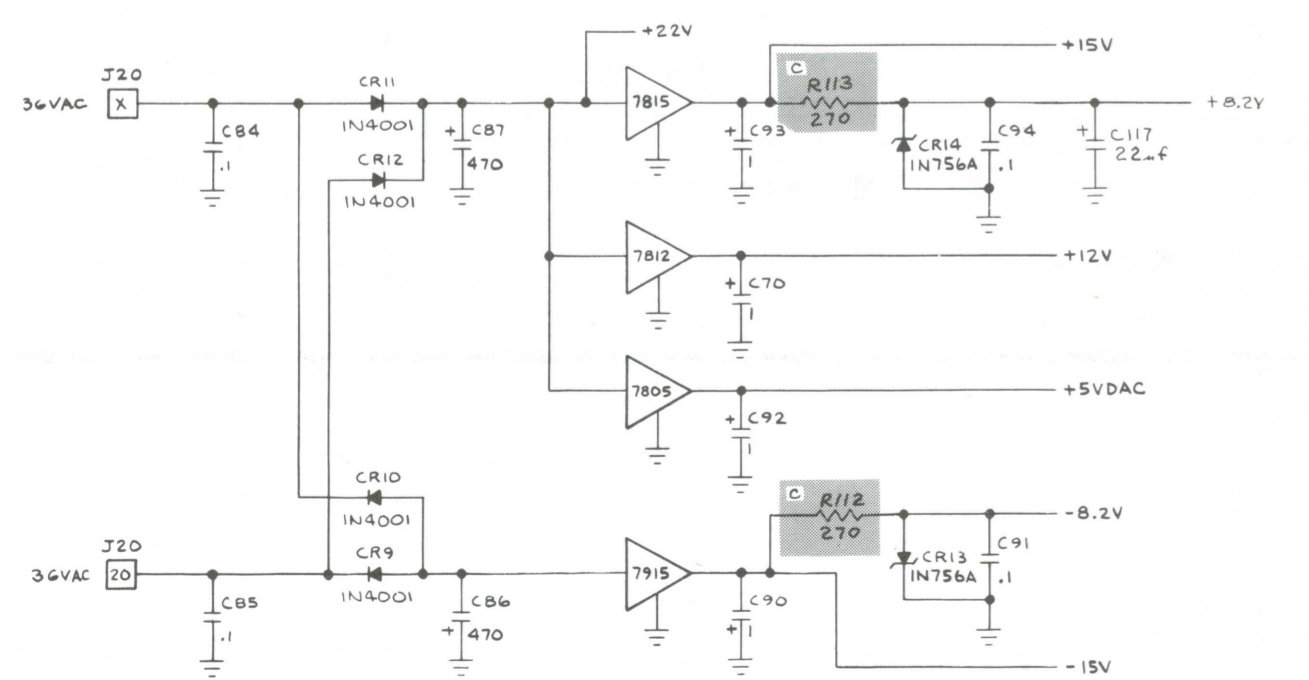 +22V
+15V
J20
36VAC
X
C84
.1
CR11
1N4001
CR12
1N4001
+
C87
470
7815
+
C93
1
C
R113
270
CR14
1N756A
C94
.1
+
C117
22uf
+8.2V
7812
+
C70
1
+12V
7805
+
C92
1
+5VDAC
CR10
1N4001
J20
36VAC
20
C85
.1
CR9
1N4001
C86
+
470
7915
C90
+
1
C
R112
270
-8.2V
CR13
1N756A
C91
.1
-15V